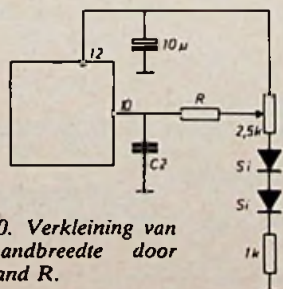 12
10 µ
10
R
2,5k
C2
Si
Si
1k
0. Verkleining van
andbreedte door
and R.